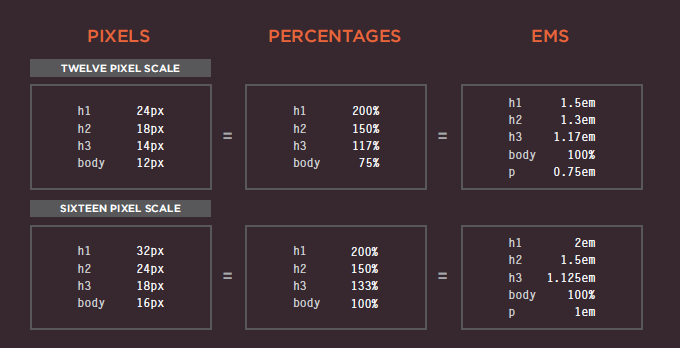 PIXELS PERCENTAGES EMS
TWELVE PIXEL SCALE
h1 24px
h2 18px
h3 14px
body 12px
=
h1 200%
h2 150%
h3 117%
body 75%
=
h1 1.5em
h2 1.3em
h3 1.17em
body 100%
p 0.75em
SIXTEEN PIXEL SCALE
h1 32px
h2 24px
h3 18px
body 16px
=
h1 200%
h2 150%
h3 133%
body 100%
=
h1 2em
h2 1.5em
h3 1.125em
body 100%
p 1em